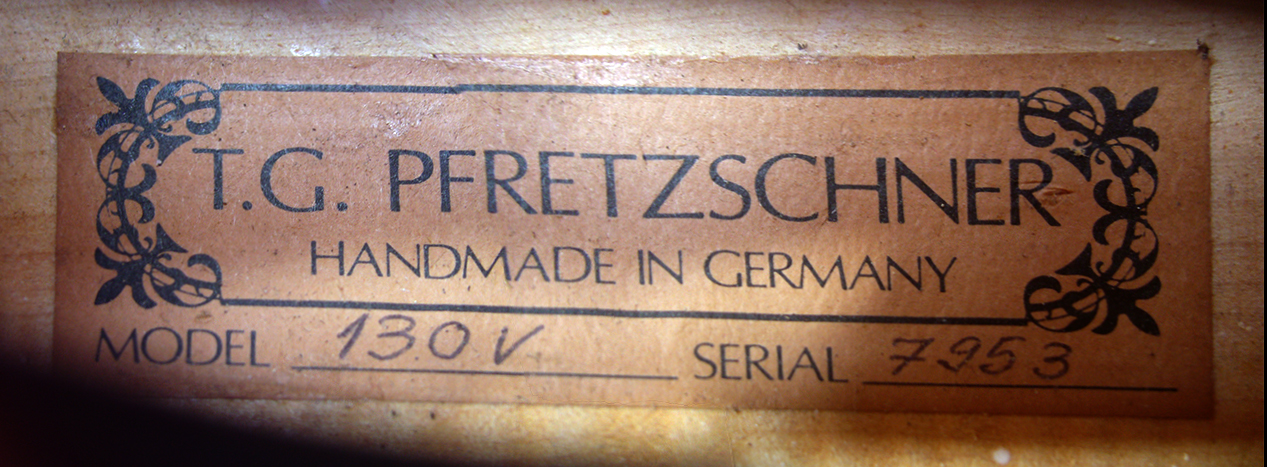 T.G. PFRETZSCHNER
HANDMADE IN GERMANY
MODEL 130V SERIAL 7953